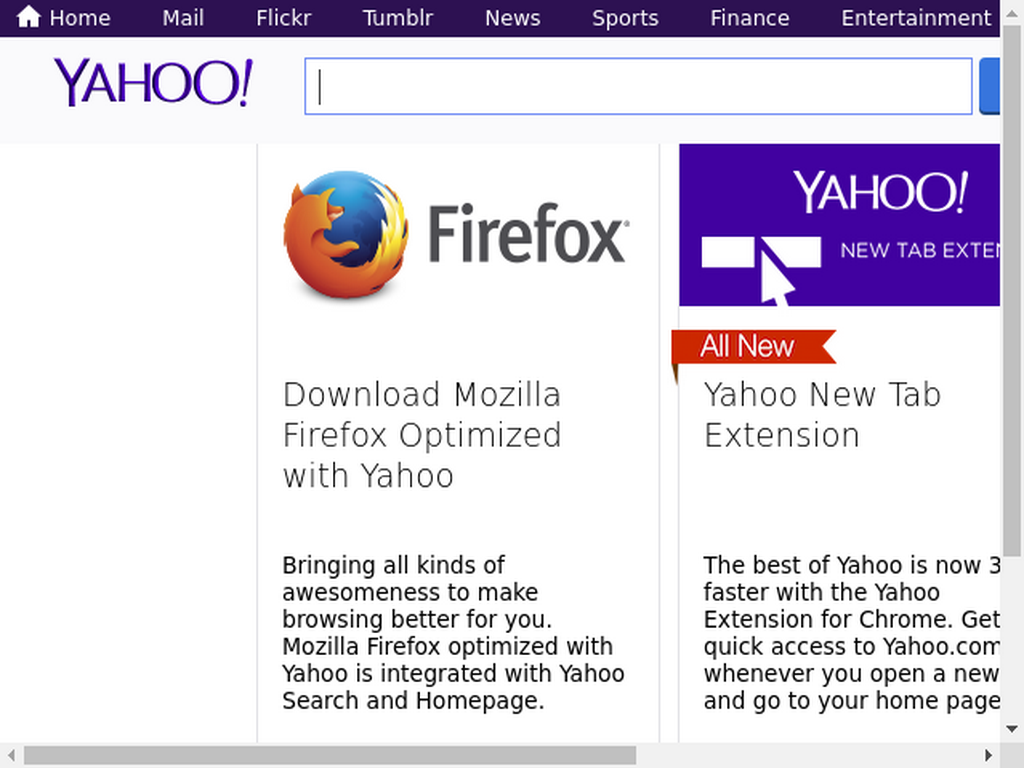 Home Mail Flickr Tumblr News Sports Finance Entertainment
YAHOO!
Firefox
Download Mozilla
Firefox Optimized
with Yahoo
Bringing all kinds of
awesomeness to make
browsing better for you.
Mozilla Firefox optimized with
Yahoo is integrated with Yahoo
Search and Homepage.
YAHOO!
NEW TAB EXTEN
All New
Yahoo New Tab
Extension
The best of Yahoo is now 3
faster with the Yahoo
Extension for Chrome. Get
quick access to Yahoo.com
whenever you open a new
and go to your home page